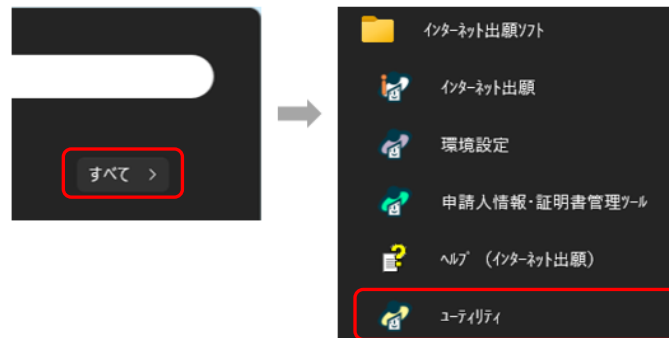 すべて >
インターネット出願ソフト
インターネット出願
環境設定
申請人情報・証明書管理ツール
ヘルプ (インターネット出願)
ユーティリティ